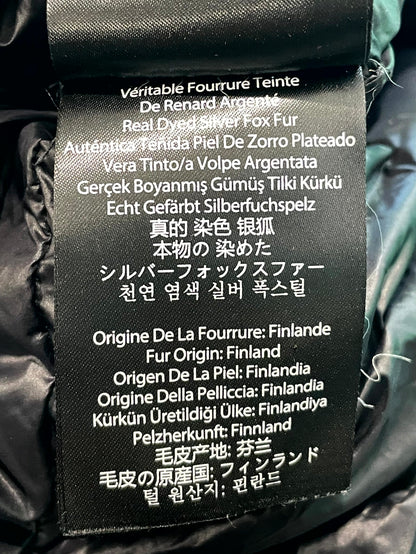 Véritable Fourrure Teinte
De Renard Argenté
Real Dyed Silver Fox Fur
Auténtica Teñida Piel De Zorro Plateado
Vera Tinto/a Volpe Argentata
Gerçek Boyanmış Gümüş Tilki Kürkü
Echt Gefärbt Silberfuchspelz
真的 染色 银狐
本物の 染めた
シルバーフォックスファー
천연 염색 실버 폭스털
Origine De La Fourrure: Finlande
Fur Origin: Finland
Origen De La Piel: Finlandia
Origine Della Pelliccia: Finlandia
Kürkün Üretildiği Ülke: Finlandiya
Pelzherkunft: Finnland
毛皮产地: 芬兰
毛皮の原産国: フィンランド
털 원산지: 핀란드